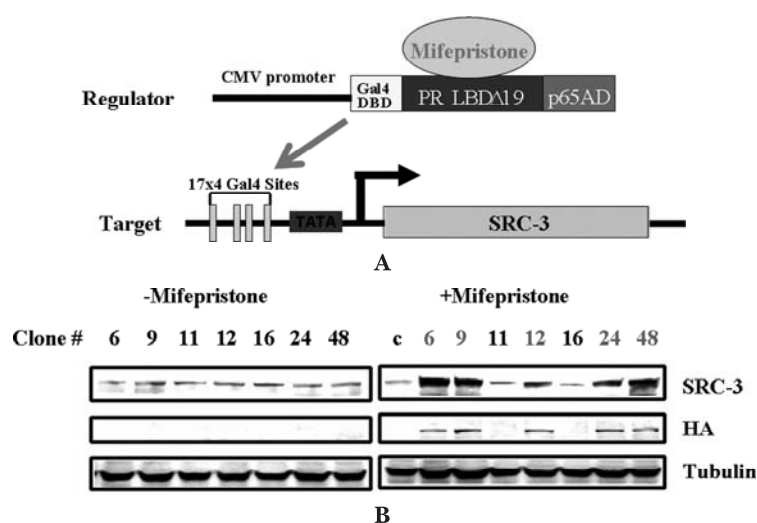 Mifepristone
CMV promoter
Regulator
Gal4 DBD
PR LBDΔ19
p65AD
17x4 Gal4 Sites
Target
TATA
SRC-3
A
-Mifepristone
+Mifepristone
Clone # 6 9 11 12 16 24 48
c 6 9 11 12 16 24 48
SRC-3
HA
Tubulin
B